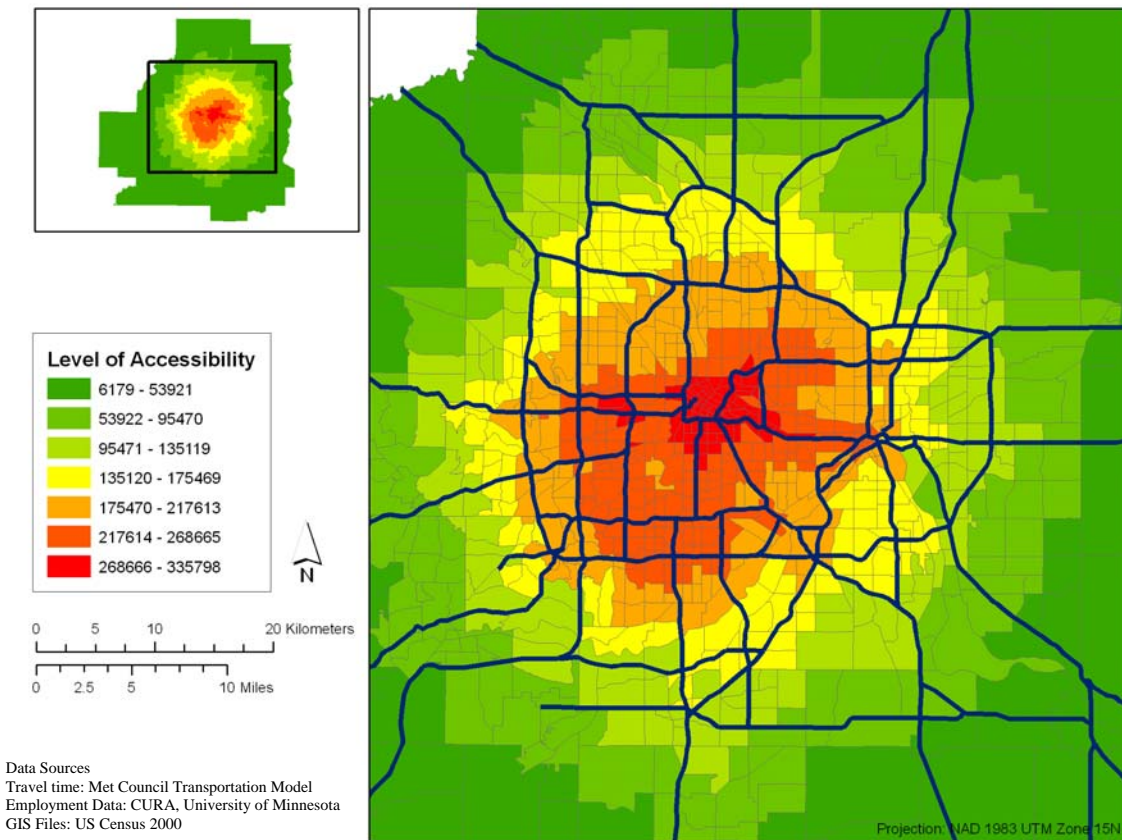 Level of Accessibility
6179 - 53921
53922 - 95470
95471 - 135119
135120 - 175469
175470 - 217613
217614 - 268665
268666 - 335798
N
0 5 10 20 Kilometers
0 2.5 5 10 Miles
Data Sources
Travel time: Met Council Transportation Model
Employment Data: CURA, University of Minnesota
GIS Files: US Census 2000
Projection: NAD 1983 UTM Zone 15N